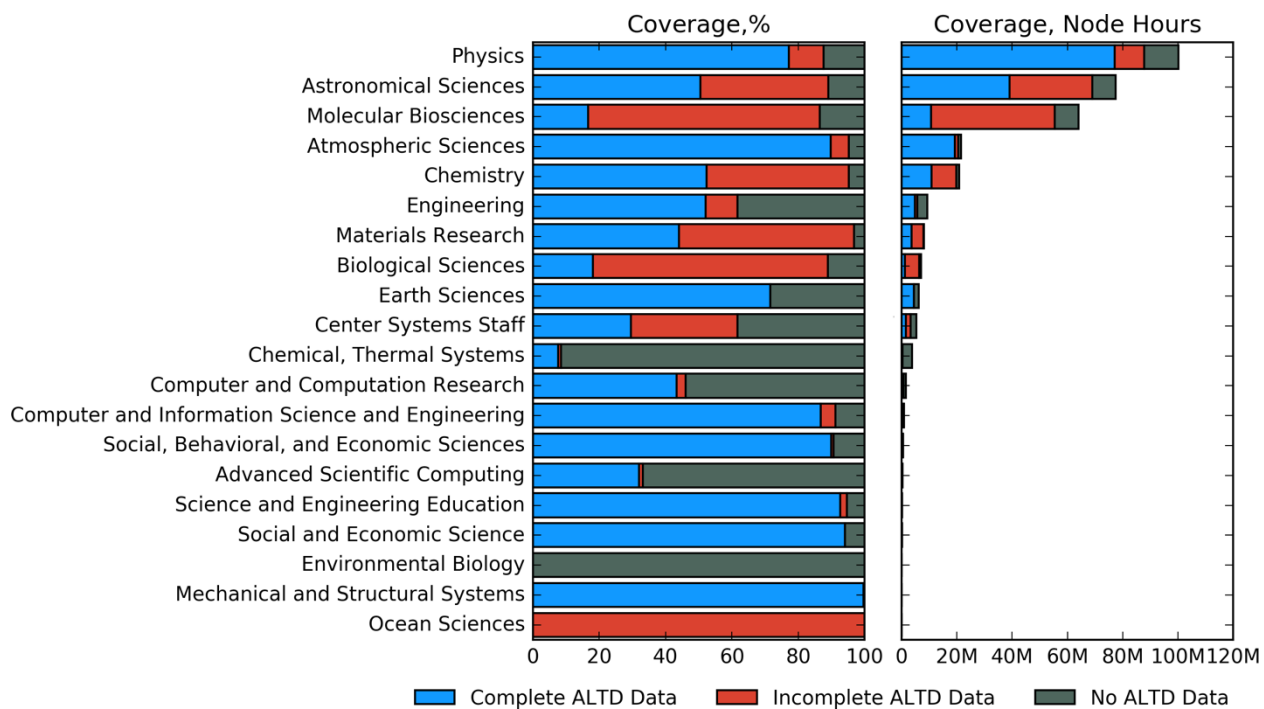 Coverage,% Coverage, Node Hours
Physics
Astronomical Sciences
Molecular Biosciences
Atmospheric Sciences
Chemistry
Engineering
Materials Research
Biological Sciences
Earth Sciences
Center Systems Staff
Chemical, Thermal Systems
Computer and Computation Research
Computer and Information Science and Engineering
Social, Behavioral, and Economic Sciences
Advanced Scientific Computing
Science and Engineering Education
Social and Economic Science
Environmental Biology
Mechanical and Structural Systems
Ocean Sciences
0 20 40 60 80 100 0 20M 40M 60M 80M 100M 120M
Complete ALTD Data Incomplete ALTD Data No ALTD Data